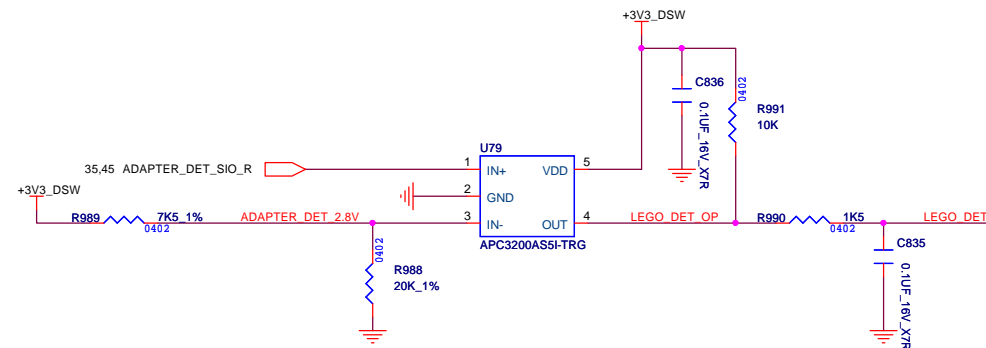 +3V3_DSW
C836
0402
0.1UF_16V_X7R
R991
10K
U79
35,45 ADAPTER_DET_SIO_R
1
IN+
VDD
5
+3V3_DSW
2
GND
R989
7K5_1%
0402
ADAPTER_DET_2.8V
3
IN-
OUT
4
LEGO_DET_OP
R990
1K5
0402
LEGO_DET
APC3200AS5I-TRG
0402
R988
20K_1%
C835
0.1UF_16V_X7R